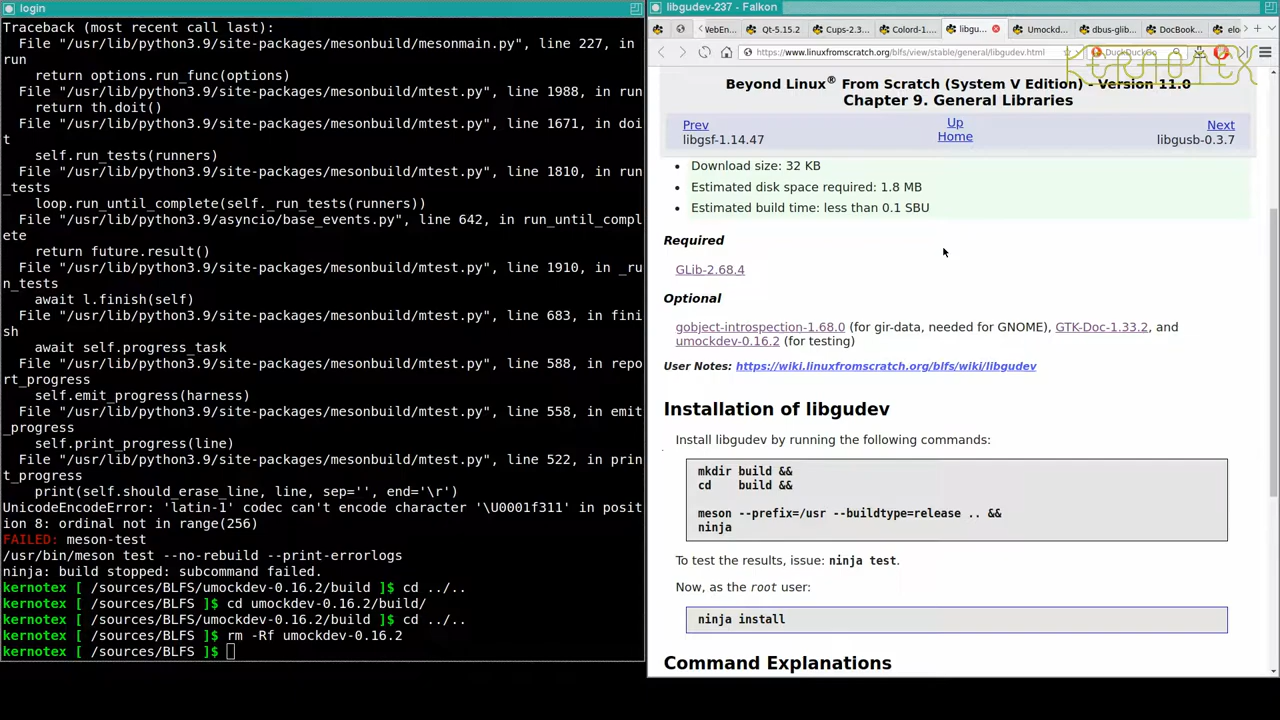 login
Traceback (most recent call last):
  File "/usr/lib/python3.9/site-packages/mesonbuild/mesonmain.py", line 227, in
run
    return options.run_func(options)
  File "/usr/lib/python3.9/site-packages/mesonbuild/mtest.py", line 1988, in run
    return th.doit()
  File "/usr/lib/python3.9/site-packages/mesonbuild/mtest.py", line 1671, in doi
t
    self.run_tests(runners)
  File "/usr/lib/python3.9/site-packages/mesonbuild/mtest.py", line 1810, in run
_tests
    loop.run_until_complete(self._run_tests(runners))
  File "/usr/lib/python3.9/asyncio/base_events.py", line 642, in run_until_compl
ete
    return future.result()
  File "/usr/lib/python3.9/site-packages/mesonbuild/mtest.py", line 1910, in _ru
n_tests
    await l.finish(self)
  File "/usr/lib/python3.9/site-packages/mesonbuild/mtest.py", line 683, in fini
sh
    await self.progress_task
  File "/usr/lib/python3.9/site-packages/mesonbuild/mtest.py", line 588, in repo
rt_progress
    self.emit_progress(harness)
  File "/usr/lib/python3.9/site-packages/mesonbuild/mtest.py", line 558, in emit
_progress
    self.print_progress(line)
  File "/usr/lib/python3.9/site-packages/mesonbuild/mtest.py", line 522, in prin
t_progress
    print(self.should_erase_line, line, sep='', end='\r')
UnicodeEncodeError: 'latin-1' codec can't encode character '\U0001f311' in posit
ion 8: ordinal not in range(256)
FAILED: meson-test
/usr/bin/meson test --no-rebuild --print-errorlogs
ninja: build stopped: subcommand failed.
kernotex [ /sources/BLFS/umockdev-0.16.2/build ]$ cd ../..
kernotex [ /sources/BLFS ]$ cd umockdev-0.16.2/build/
kernotex [ /sources/BLFS/umockdev-0.16.2/build ]$ cd ../..
kernotex [ /sources/BLFS ]$ rm -Rf umockdev-0.16.2
kernotex [ /sources/BLFS ]$
libgudev-237 - Falkon
WebEn... Qt-5.15.2 Cups-2.3... Colord-1... libgu... Umockd... dbus-glib... DocBook... elo
https://www.linuxfromscratch.org/blfs/view/stable/general/libgudev.html DuckDuckGo
KERNOTEX
Beyond Linux® From Scratch (System V Edition) - Version 11.0
Chapter 9. General Libraries
Prev Up Next
libgsf-1.14.47 Home libgusb-0.3.7
• Download size: 32 KB
• Estimated disk space required: 1.8 MB
• Estimated build time: less than 0.1 SBU
Required
GLib-2.68.4
Optional
gobject-introspection-1.68.0 (for gir-data, needed for GNOME), GTK-Doc-1.33.2, and
umockdev-0.16.2 (for testing)
User Notes: https://wiki.linuxfromscratch.org/blfs/wiki/libgudev
Installation of libgudev
Install libgudev by running the following commands:
mkdir build &&
cd    build &&
meson --prefix=/usr --buildtype=release .. &&
ninja
To test the results, issue: ninja test.
Now, as the root user:
ninja install
Command Explanations